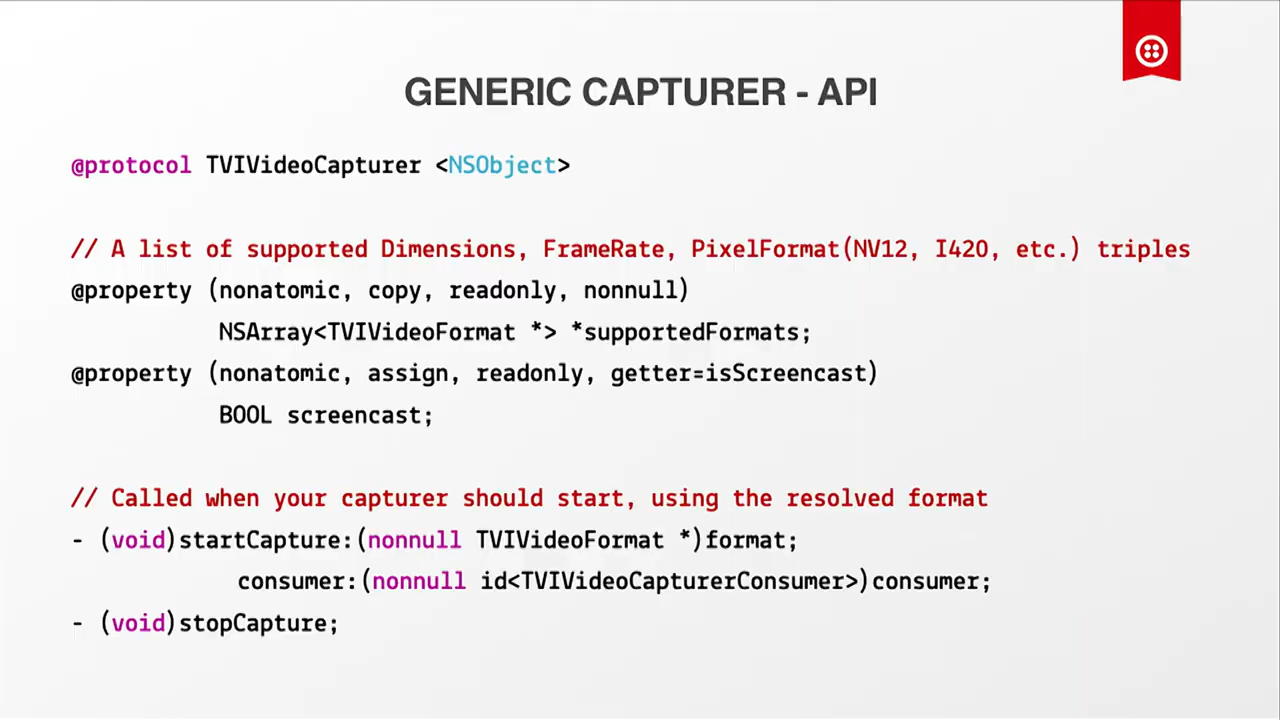 GENERIC CAPTURER - API
@protocol TVIVideoCapturer <NSObject>
// A list of supported Dimensions, FrameRate, PixelFormat(NV12, I420, etc.) triples
@property (nonatomic, copy, readonly, nonnull)
NSArray<TVIVideoFormat *> *supportedFormats;
@property (nonatomic, assign, readonly, getter=isScreencast)
BOOL screencast;
// Called when your capturer should start, using the resolved format
- (void)startCapture:(nonnull TVIVideoFormat *)format;
consumer:(nonnull id<TVIVideoCapturerConsumer>)consumer;
- (void)stopCapture;